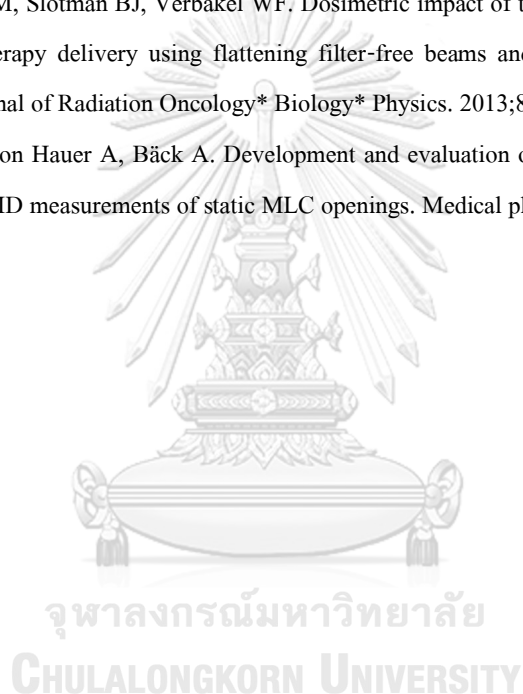 M, Slotman BJ, Verbakel WF. Dosimetric impact of t
erapy delivery using flattening filter-free beams and
nal of Radiation Oncology* Biology* Physics. 2013;8
on Hauer A, Bäck A. Development and evaluation o
ID measurements of static MLC openings. Medical pl
จุฬาลงกรณ์มหาวิทยาลัย
CHULALONGKORN UNIVERSITY